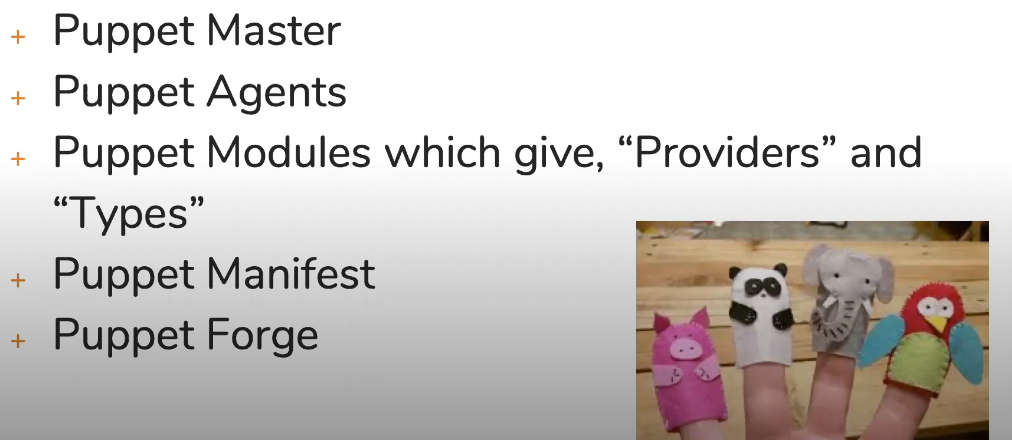 + Puppet Master
+ Puppet Agents
+ Puppet Modules which give, “Providers” and
“Types”
+ Puppet Manifest
+ Puppet Forge